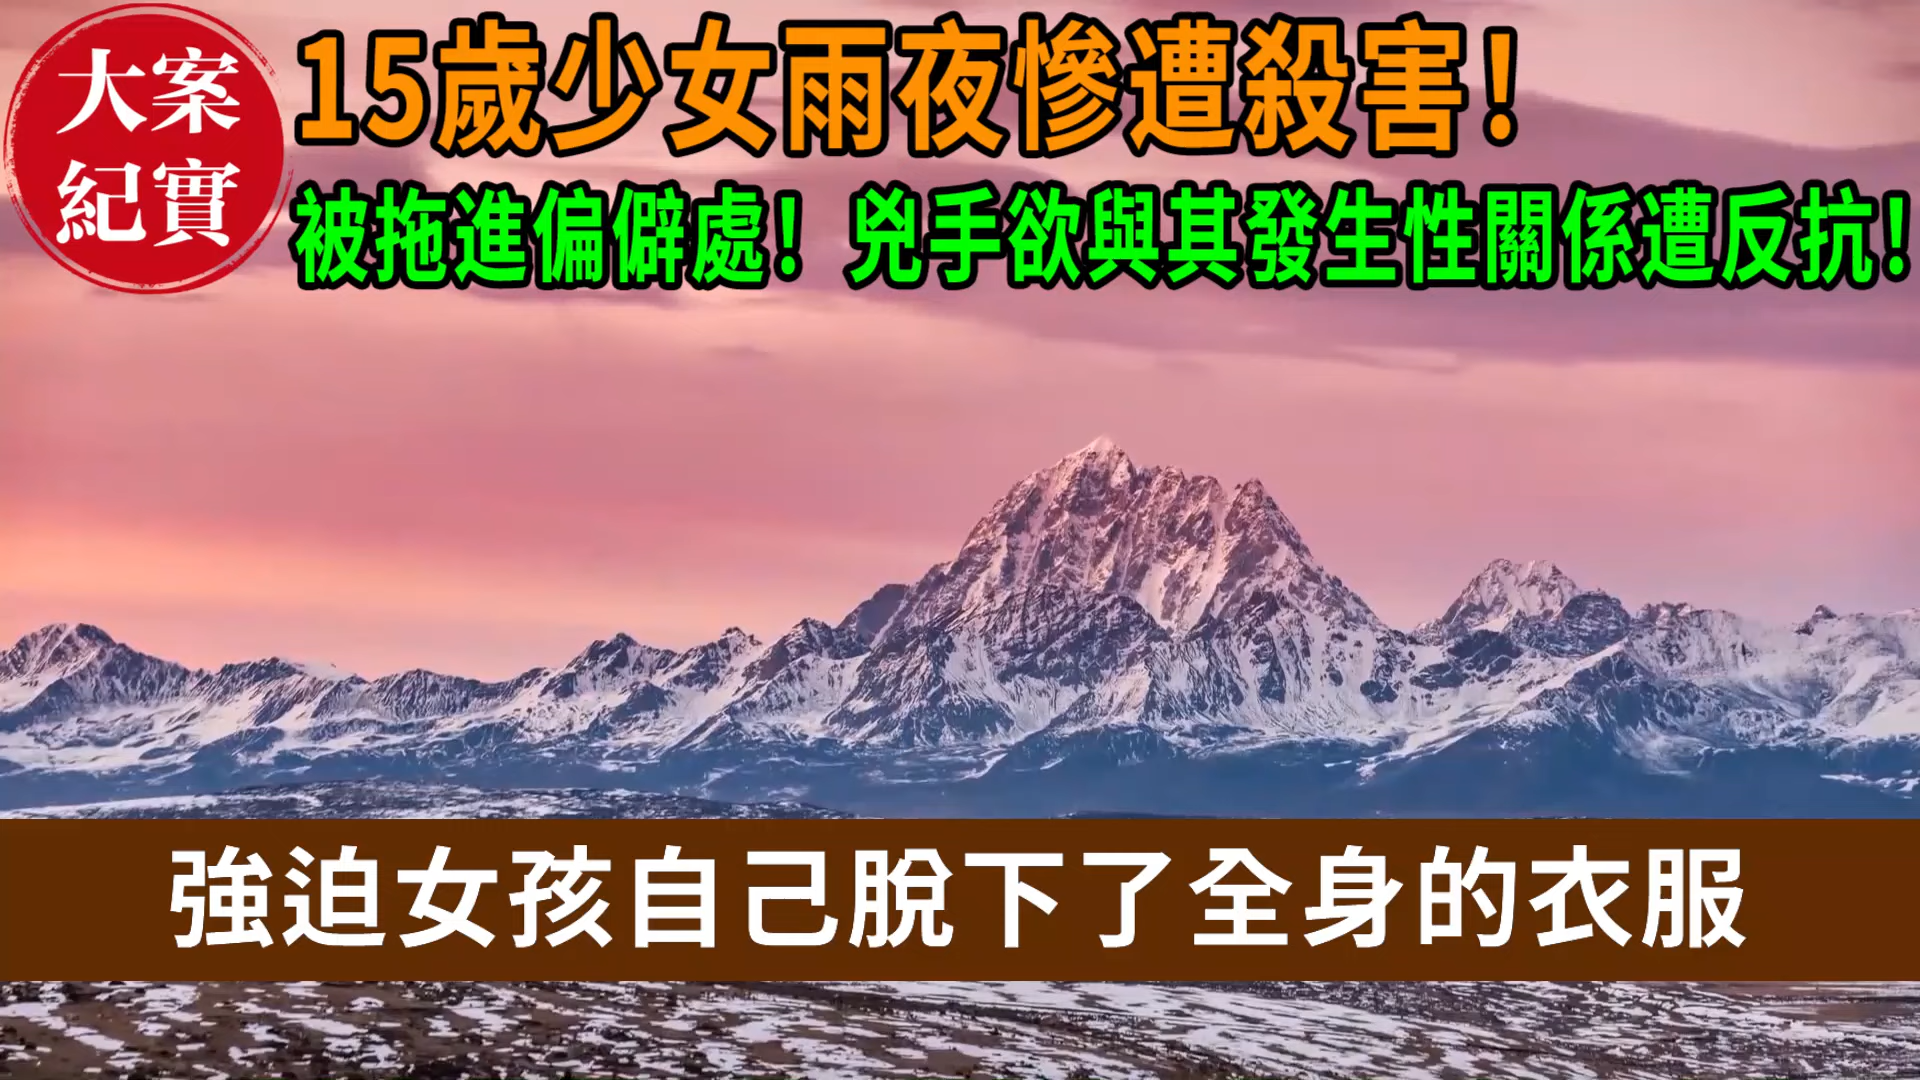 大案
紀實
15歲少女雨夜慘遭殺害！
被拖進偏僻處！兇手欲與其發生性關係遭反抗！
強迫女孩自己脫下了全身的衣服